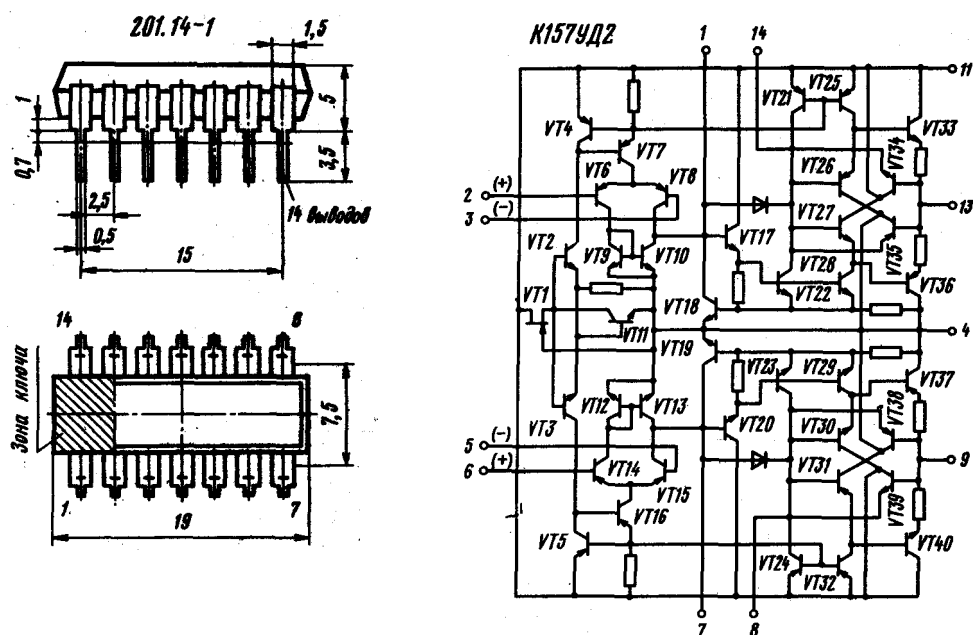 201.14-1
1,5
1
0,7
5
3,5
2,5
0,5
15
14 выводов
14
8
Зона ключа
7,5
1
7
19
К157УД2
1
14
11
VT21
VT25
VT4
VT7
VT33
VT34
VT6
VT8
VT26
2 (+)
3 (-)
13
VT27
VT2
VT9
VT10
VT17
VT28
VT35
VT22
VT36
VT1
VT18
VT11
4
VT19
VT23
VT29
VT37
VT12
VT13
VT3
VT20
VT38
VT30
5 (-)
6 (+)
9
VT14
VT31
VT15
VT16
VT39
VT5
VT24
VT32
VT40
7
8